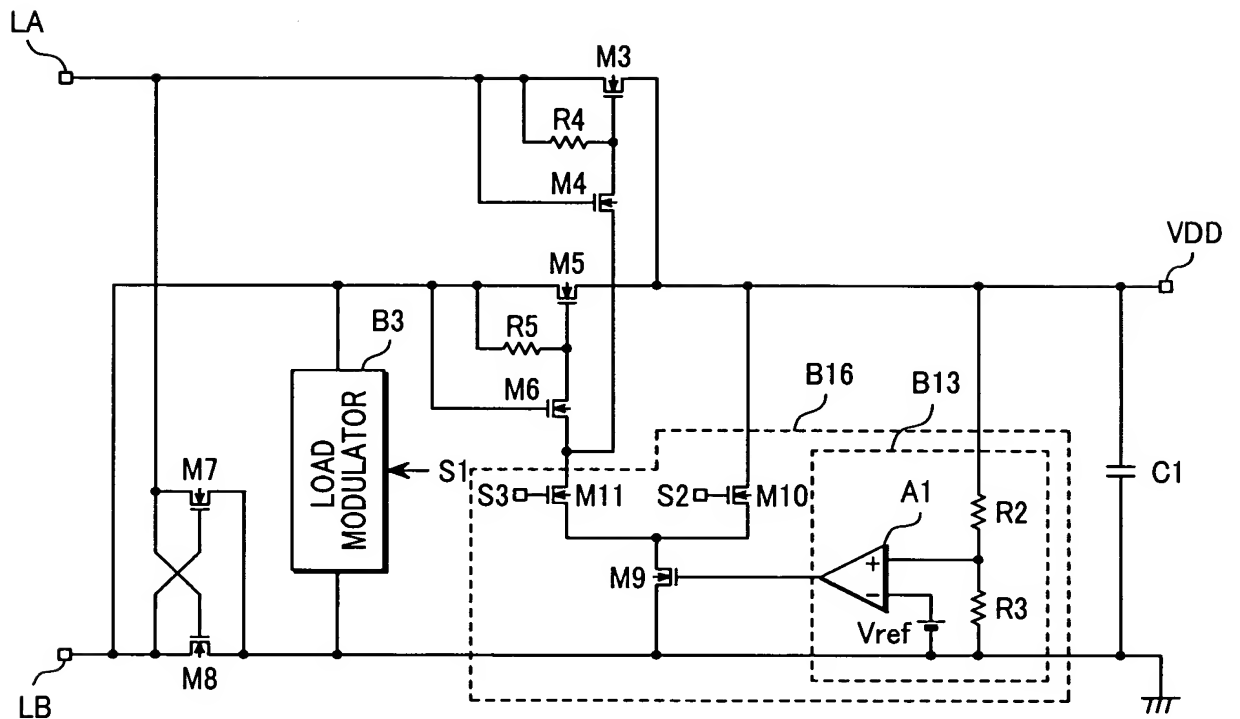 LA
M3
R4
M4
VDD
M5
B3
R5
B16
B13
M6
LOAD
MODULATOR
S1
M7
S3
M11
S2
M10
A1
R2
C1
+
−
M9
R3
Vref
M8
LB